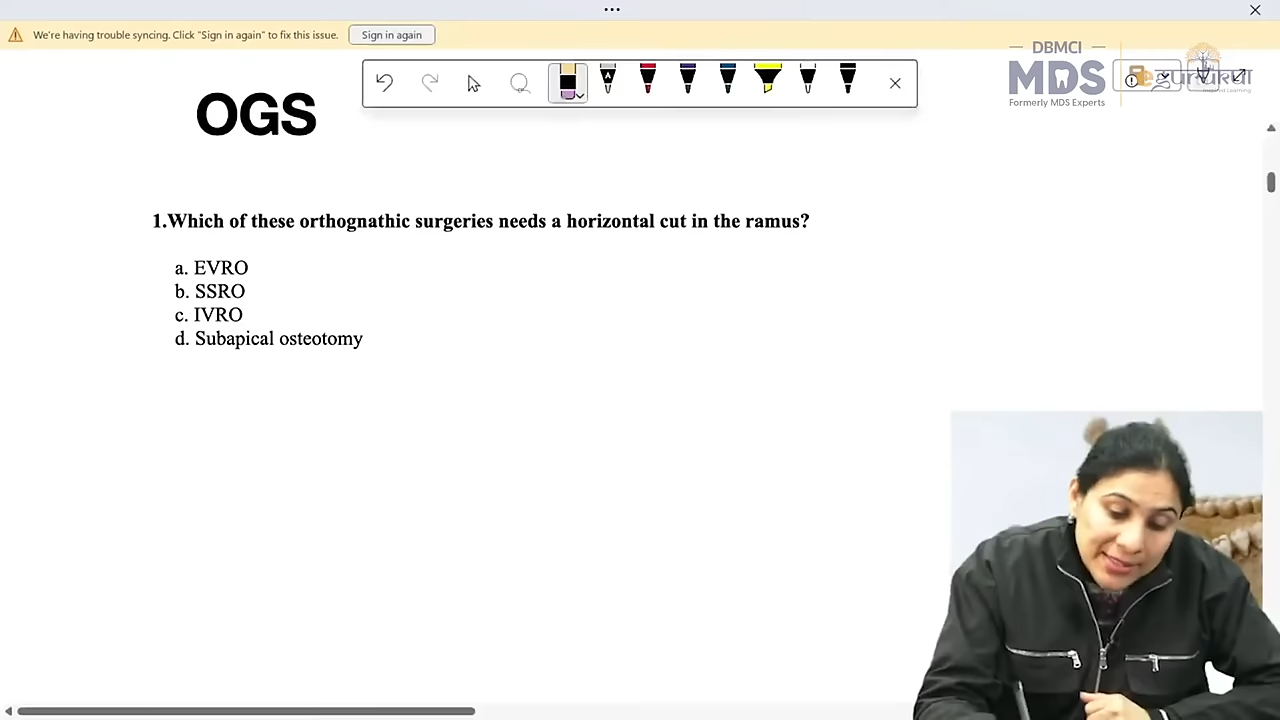 We're having trouble syncing. Click "Sign in again" to fix this issue.
Sign in again
DBMCI
MDS
Formerly MDS Experts
OGS
1.Which of these orthognathic surgeries needs a horizontal cut in the ramus?
a. EVRO
b. SSRO
c. IVRO
d. Subapical osteotomy